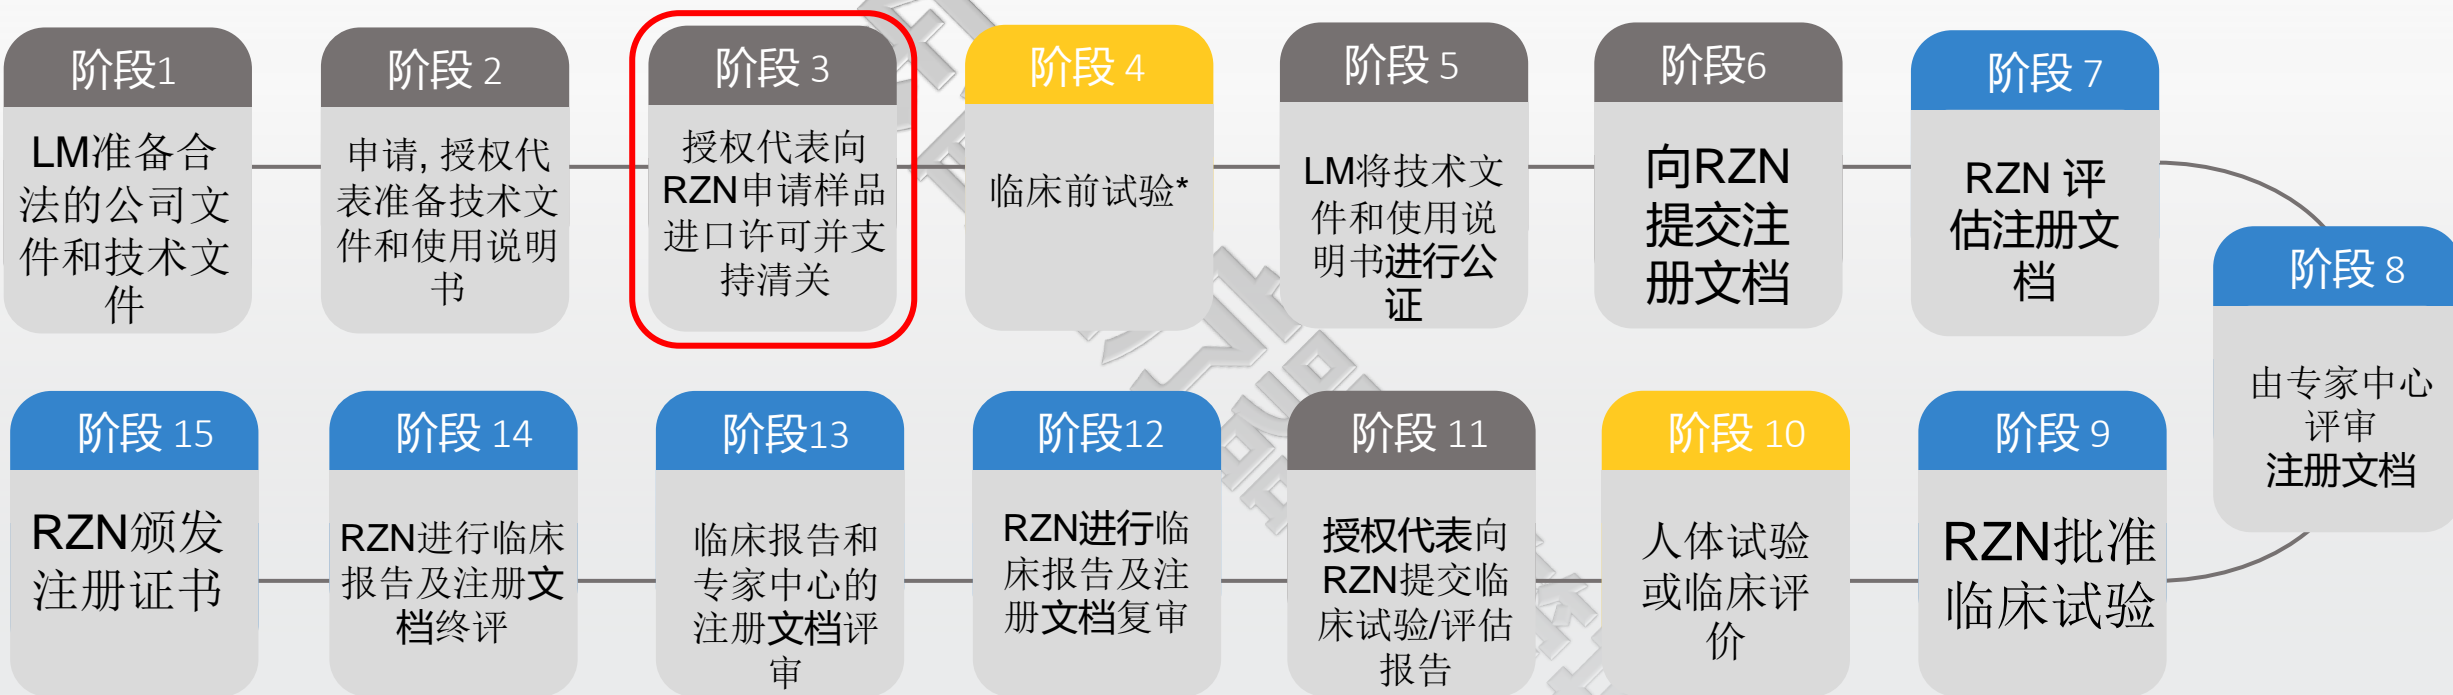 阶段1
LM准备合
法的公司文
件和技术文
件
阶段 2
申请, 授权代
表准备技术文
件和使用说明
书
阶段 3
授权代表向
RZN申请样品
进口许可并支
持清关
阶段 4
临床前试验*
阶段 5
LM将技术文
件和使用说
明书进行公
证
阶段6
向RZN
提交注
册文档
阶段 7
RZN 评
估注册文
档
阶段 8
由专家中心
评审
注册文档
阶段 9
RZN批准
临床试验
阶段 10
人体试验
或临床评
价
阶段 11
授权代表向
RZN提交临
床试验/评估
报告
阶段12
RZN进行临
床报告及注
册文档复审
阶段13
临床报告和
专家中心的
注册文档评
审
阶段 14
RZN进行临床
报告及注册文
档终评
阶段 15
RZN颁发
注册证书